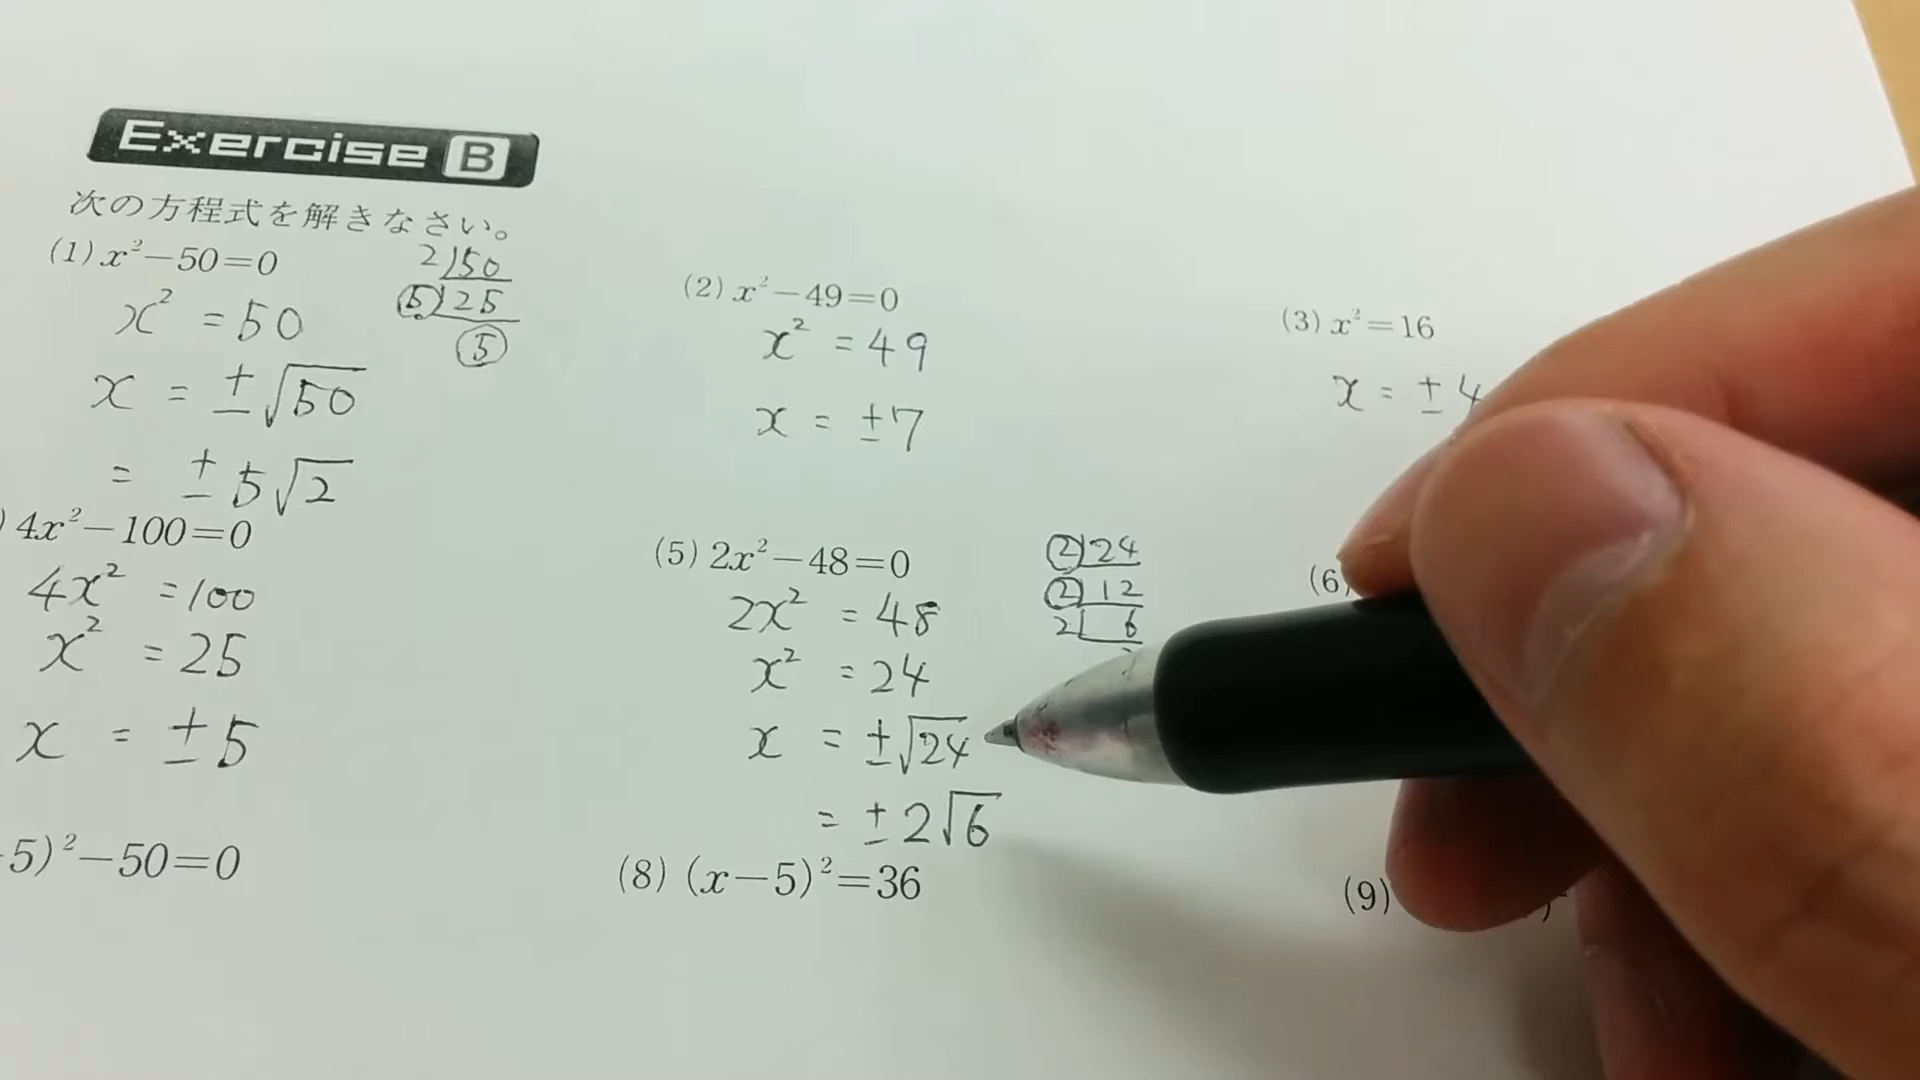 Exercise B
次の方程式を解きなさい。
(1) x²−50=0
x² = 50
x = ±√50
= ±5√2
2)50
5)25
5
(2) x²−49=0
x² = 49
x = ±7
(3) x²=16
x = ±4
) 4x²−100=0
4x² = 100
x² = 25
x = ±5
(5) 2x²−48=0
2x² = 48
x² = 24
x = ±√24
= ±2√6
2)24
2)12
2)6
(6)
5)²−50=0
(8) (x−5)²=36
(9)